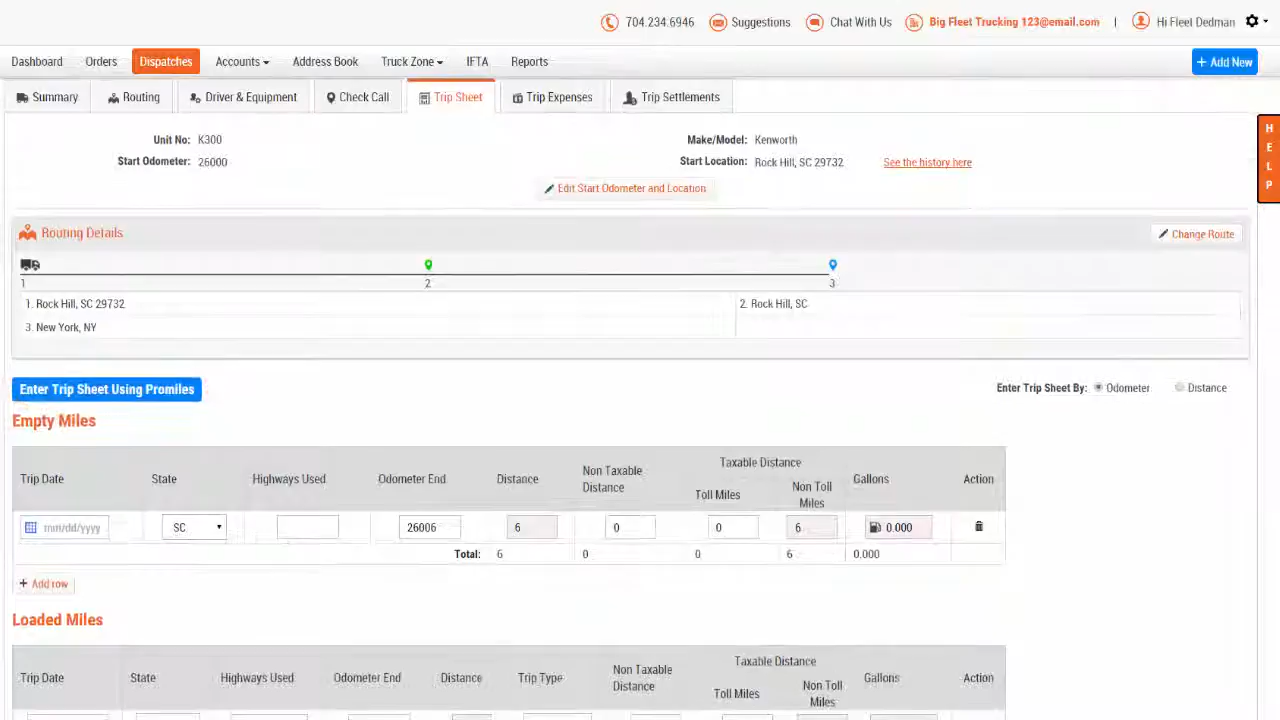 704.234.6946 Suggestions Chat With Us Big Fleet Trucking 123@email.com | Hi Fleet Dedman
Dashboard Orders Dispatches Accounts Address Book Truck Zone IFTA Reports + Add New
Summary Routing Driver & Equipment Check Call Trip Sheet Trip Expenses Trip Settlements
HELP
Unit No: K300 Make/Model: Kenworth
Start Odometer: 26000 Start Location: Rock Hill, SC 29732 See the history here
Edit Start Odometer and Location
Routing Details Change Route
1 2 3
1. Rock Hill, SC 29732 2. Rock Hill, SC
3. New York, NY
Enter Trip Sheet Using Promiles Enter Trip Sheet By: Odometer Distance
Empty Miles
Trip Date State Highways Used Odometer End Distance Non Taxable Distance Taxable Distance Toll Miles Non Toll Miles Gallons Action
mm/dd/yyyy SC 26006 6 0 0 6 0.000
Total: 6 0 0 6 0.000
+ Add row
Loaded Miles
Trip Date State Highways Used Odometer End Distance Trip Type Non Taxable Distance Taxable Distance Toll Miles Non Toll Miles Gallons Action